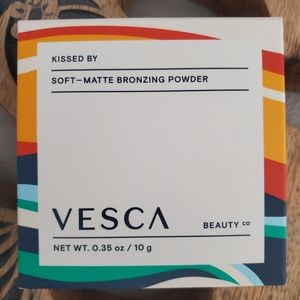 KISSED BY
SOFT—MATTE BRONZING POWDER
VESCA
BEAUTY co
NET WT. 0.35 oz / 10 g